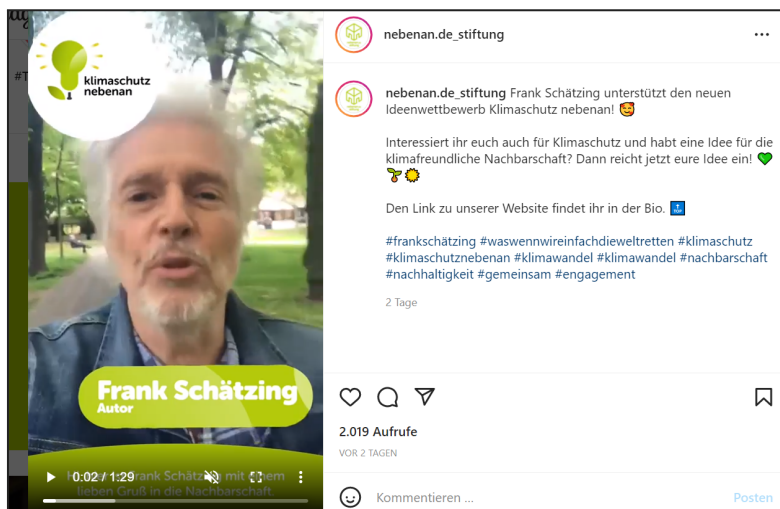 #T
klimaschutz
nebenan
Frank Schätzing
Autor
0:02 / 1:29
Frank Schätzing mit einem
lieben Gruß in die Nachbarschaft.
nebenan.de_stiftung
nebenan.de_stiftung Frank Schätzing unterstützt den neuen
Ideenwettbewerb Klimaschutz nebenan! 🥰
Interessiert ihr euch auch für Klimaschutz und habt eine Idee für die
klimafreundliche Nachbarschaft? Dann reicht jetzt eure Idee ein! 💚
🌱🌞
Den Link zu unserer Website findet ihr in der Bio. 🔝
#frankschätzing #waswennwireinfachdieweltretten #klimaschutz
#klimaschutznebenan #klimawandel #klimawandel #nachbarschaft
#nachhaltigkeit #gemeinsam #engagement
2 Tage
2.019 Aufrufe
VOR 2 TAGEN
Kommentieren ...
Posten